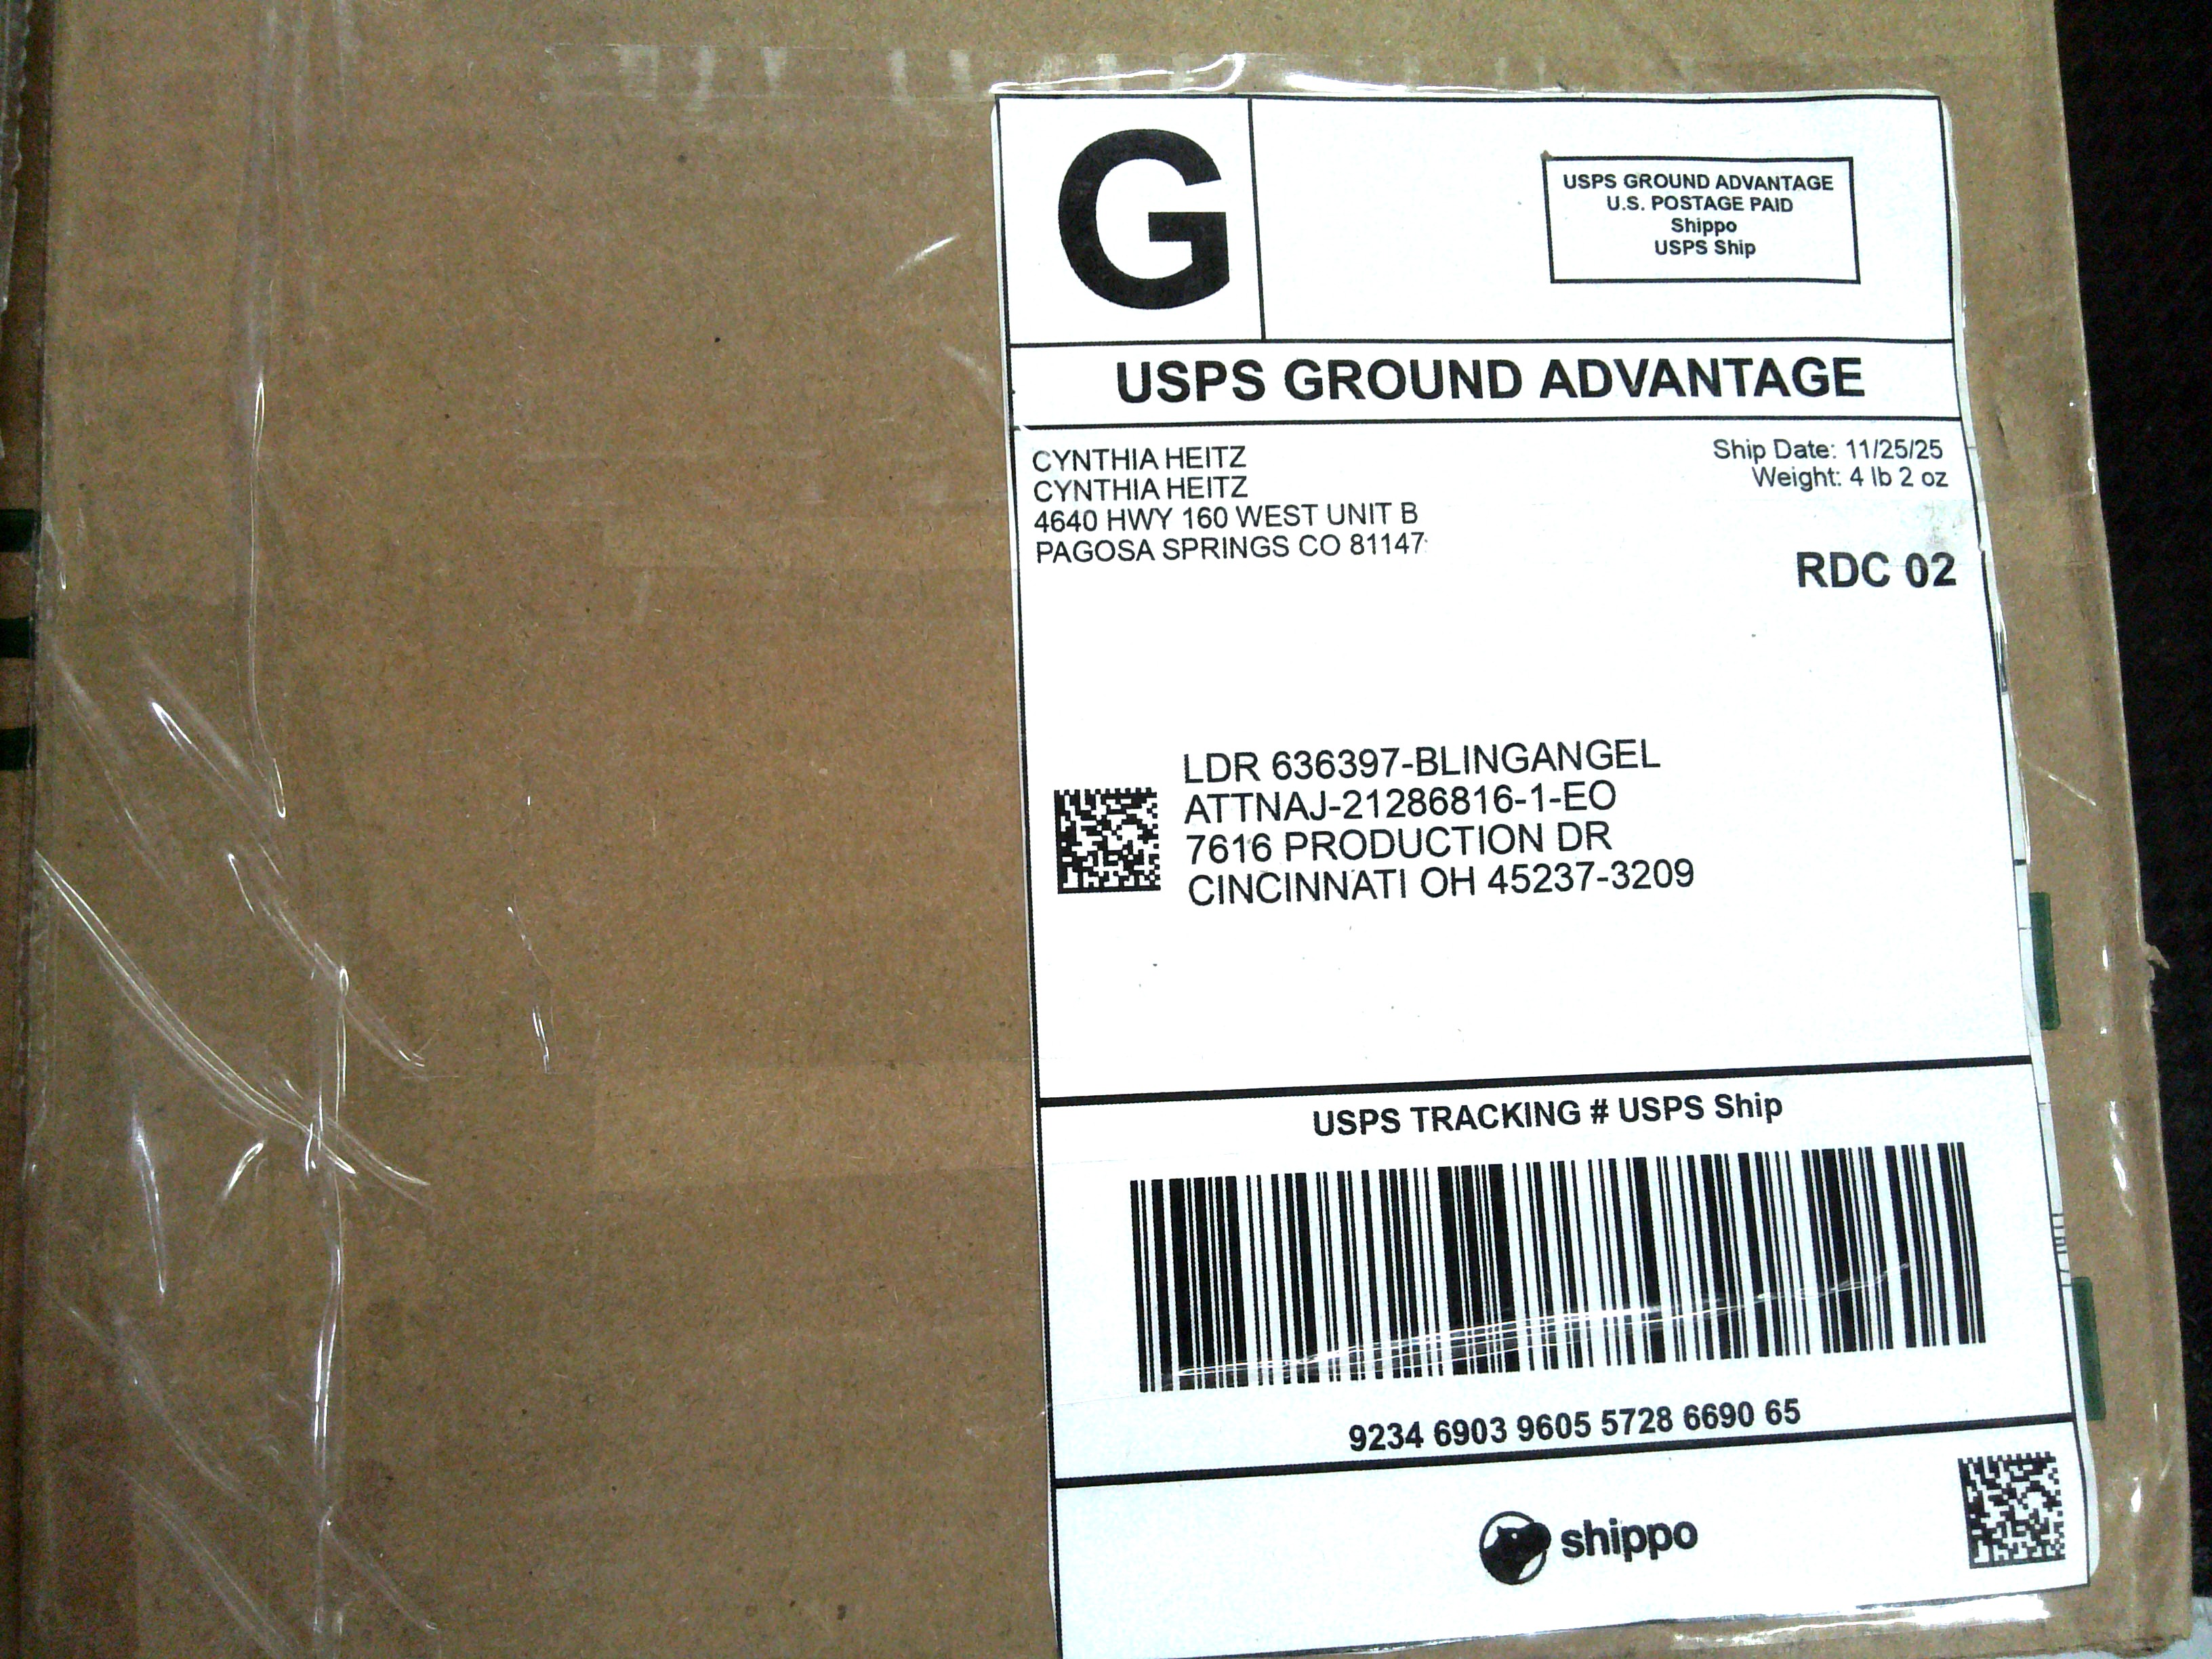 G
USPS GROUND ADVANTAGE
U.S. POSTAGE PAID
Shippo
USPS Ship
USPS GROUND ADVANTAGE
CYNTHIA HEITZ
CYNTHIA HEITZ
4640 HWY 160 WEST UNIT B
PAGOSA SPRINGS CO 81147
Ship Date: 11/25/25
Weight: 4 lb 2 oz
RDC 02
LDR 636397-BLINGANGEL
ATTNAJ-21286816-1-EO
7616 PRODUCTION DR
CINCINNATI OH 45237-3209
USPS TRACKING # USPS Ship
9234 6903 9605 5728 6690 65
shippo